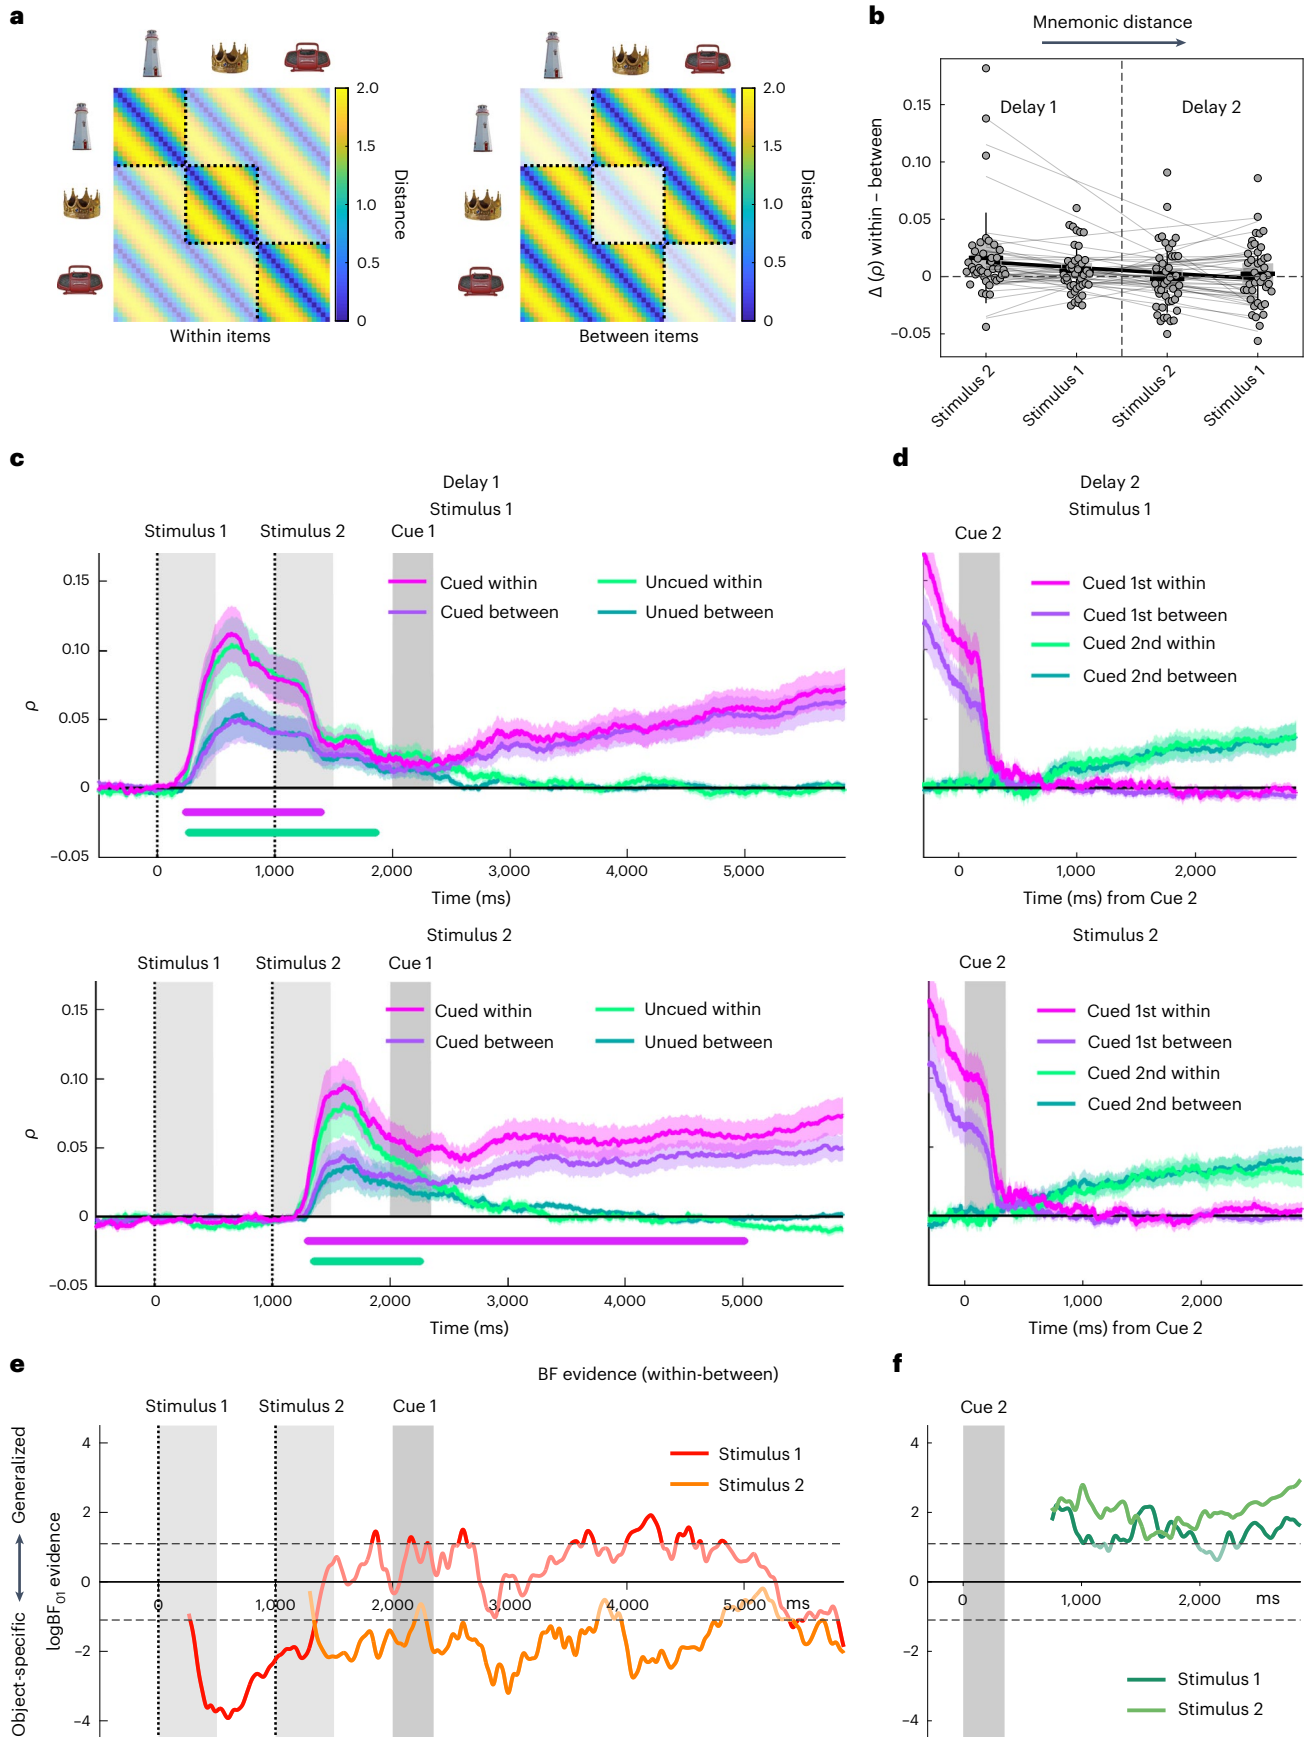 a
2.0
1.5
1.0
0.5
0
Distance
Within items
2.0
1.5
1.0
0.5
0
Distance
Between items
b
Mnemonic distance
Delay 1
Delay 2
0.15
0.10
0.05
0
−0.05
Δ (ρ) within – between
Stimulus 2
Stimulus 1
Stimulus 2
Stimulus 1
c
Delay 1
Stimulus 1
Stimulus 1
Stimulus 2
Cue 1
Cued within
Uncued within
Cued between
Unued between
0.15
0.10
0.05
0
−0.05
ρ
0
1,000
2,000
3,000
4,000
5,000
Time (ms)
Stimulus 2
Stimulus 1
Stimulus 2
Cue 1
Cued within
Uncued within
Cued between
Unued between
0.15
0.10
0.05
0
−0.05
ρ
0
1,000
2,000
3,000
4,000
5,000
Time (ms)
d
Delay 2
Stimulus 1
Cue 2
Cued 1st within
Cued 1st between
Cued 2nd within
Cued 2nd between
0
1,000
2,000
Time (ms) from Cue 2
Stimulus 2
Cue 2
Cued 1st within
Cued 1st between
Cued 2nd within
Cued 2nd between
0
1,000
2,000
Time (ms) from Cue 2
e
BF evidence (within-between)
Stimulus 1
Stimulus 2
Cue 1
Stimulus 1
Stimulus 2
4
2
0
−2
−4
Object-specific
Generalized
logBF01 evidence
0
1,000
2,000
3,000
4,000
5,000
ms
f
Cue 2
4
2
0
−2
−4
0
1,000
2,000
ms
Stimulus 1
Stimulus 2